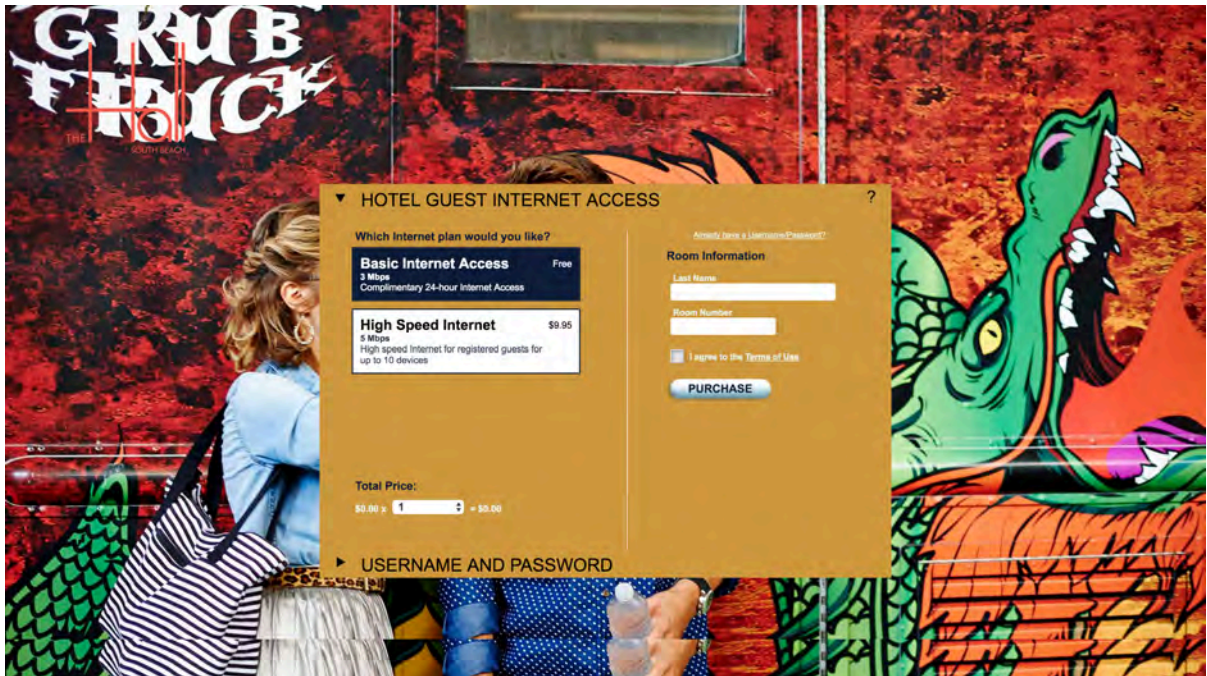 GRUB
TRUCK
THE Hall
SOUTH BEACH
▼ HOTEL GUEST INTERNET ACCESS ?
Which Internet plan would you like?
Basic Internet Access Free
3 Mbps
Complimentary 24-hour Internet Access
High Speed Internet $9.95
5 Mbps
High speed Internet for registered guests for
up to 10 devices
Total Price:
$0.00 x 1 = $0.00
Already have a Username/Password?
Room Information
Last Name
Room Number
I agree to the Terms of Use
PURCHASE
► USERNAME AND PASSWORD